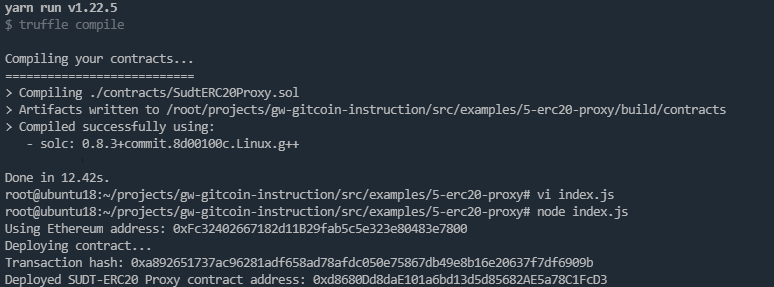 yarn run v1.22.5
$ truffle compile
Compiling your contracts...
===========================
> Compiling ./contracts/SudtERC20Proxy.sol
> Artifacts written to /root/projects/gw-gitcoin-instruction/src/examples/5-erc20-proxy/build/contracts
> Compiled successfully using:
- solc: 0.8.3+commit.8d00100c.Linux.g++
Done in 12.42s.
root@ubuntu18:~/projects/gw-gitcoin-instruction/src/examples/5-erc20-proxy# vi index.js
root@ubuntu18:~/projects/gw-gitcoin-instruction/src/examples/5-erc20-proxy# node index.js
Using Ethereum address: 0xFc32402667182d11B29fab5c5e323e80483e7800
Deploying contract...
Transaction hash: 0xa892651737ac96281adf658ad78afdc050e75867db49e8b16e20637f7df6909b
Deployed SUDT-ERC20 Proxy contract address: 0xd8680Dd8daE101a6bd13d5d85682AE5a78C1FcD3